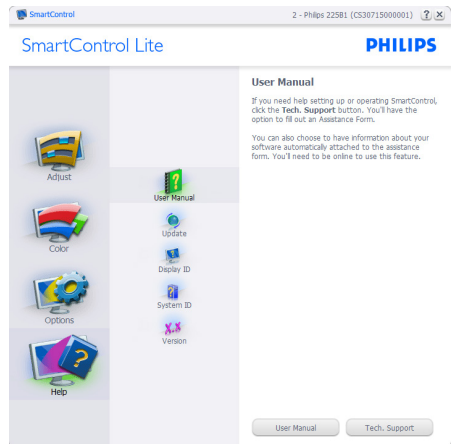 SmartControl
2 - Philips 225B1 (CS30715000001)
?
X
SmartControl Lite
PHILIPS
Adjust
Color
Options
?
Help
?
User Manual
Update
Display ID
System ID
X.X
Version
User Manual
If you need help setting up or operating SmartControl,
click the Tech. Support button. You'll have the
option to fill out an Assistance Form.
You can also choose to have information about your
software automatically attached to the assistance
form. You'll need to be online to use this feature.
User Manual
Tech. Support